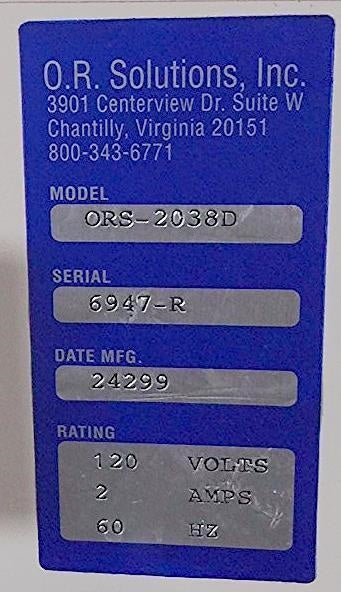 O.R. Solutions, Inc.
3901 Centerview Dr. Suite W
Chantilly, Virginia 20151
800-343-6771
MODEL
ORS-2038D
SERIAL
6947-R
DATE MFG.
24299
RATING
120 VOLTS
2 AMPS
60 HZ